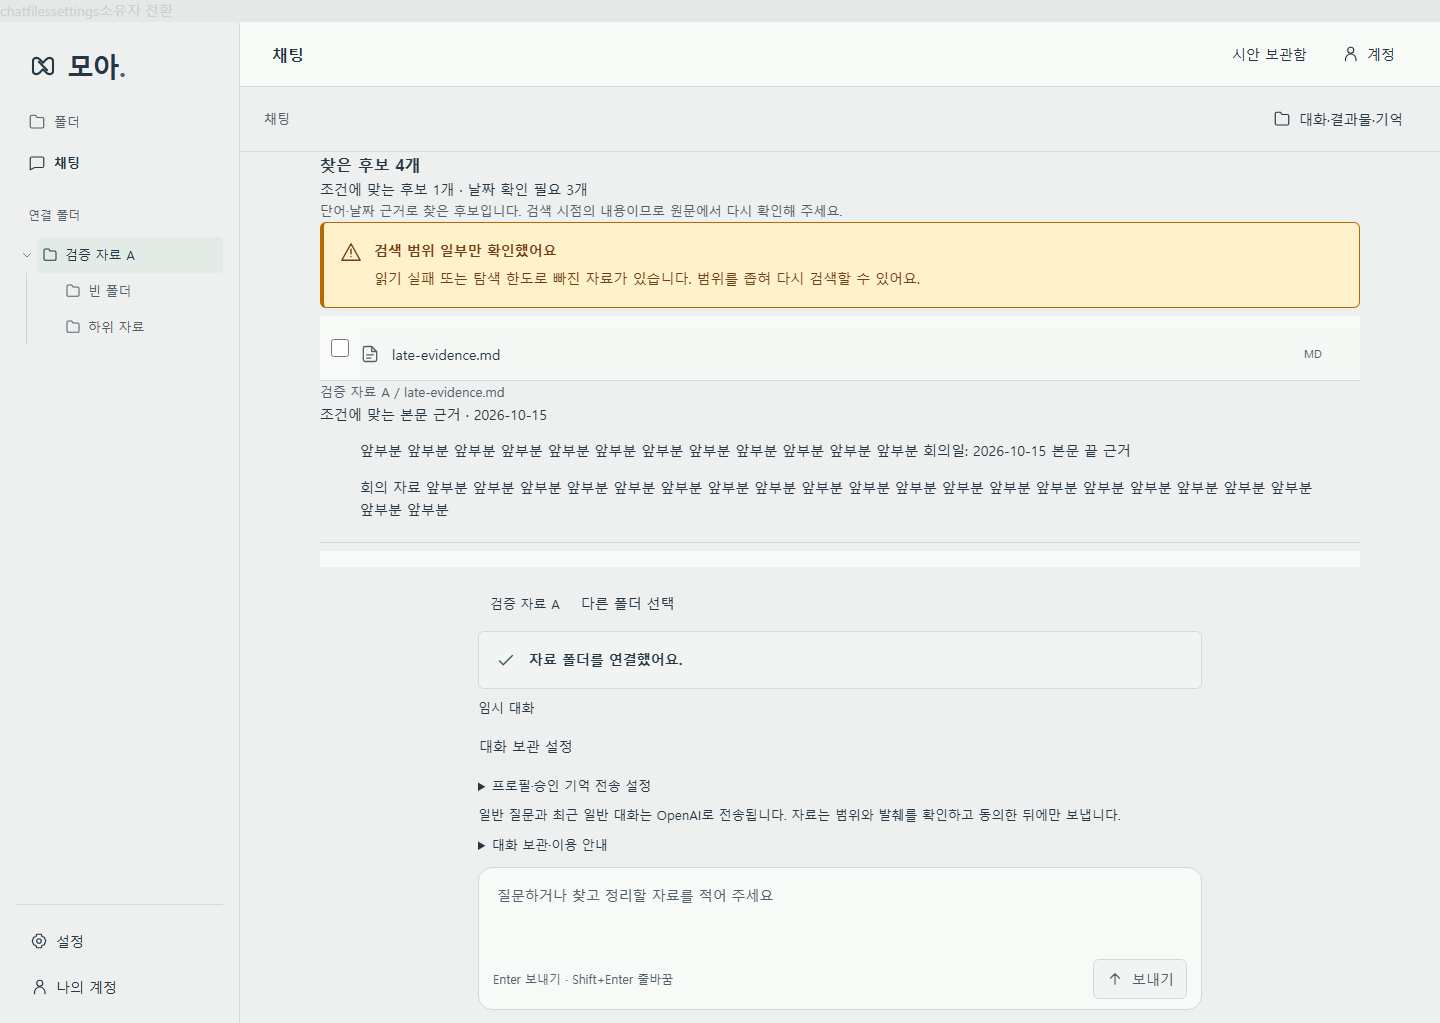 chatfilessettings소유자 전환
모아.
폴더
채팅
연결 폴더
검증 자료 A
빈 폴더
하위 자료
설정
나의 계정
채팅
시안 보관함
계정
채팅
대화·결과물·기억
찾은 후보 4개
조건에 맞는 후보 1개 · 날짜 확인 필요 3개
단어·날짜 근거로 찾은 후보입니다. 검색 시점의 내용이므로 원문에서 다시 확인해 주세요.
검색 범위 일부만 확인했어요
읽기 실패 또는 탐색 한도로 빠진 자료가 있습니다. 범위를 좁혀 다시 검색할 수 있어요.
late-evidence.md
MD
검증 자료 A / late-evidence.md
조건에 맞는 본문 근거 · 2026-10-15
앞부분 앞부분 앞부분 앞부분 앞부분 앞부분 앞부분 앞부분 앞부분 앞부분 앞부분 앞부분 회의일: 2026-10-15 본문 끝 근거
회의 자료 앞부분 앞부분 앞부분 앞부분 앞부분 앞부분 앞부분 앞부분 앞부분 앞부분 앞부분 앞부분 앞부분 앞부분 앞부분 앞부분 앞부분 앞부분 앞부분
앞부분 앞부분
검증 자료 A
다른 폴더 선택
자료 폴더를 연결했어요.
임시 대화
대화 보관 설정
프로필·승인 기억 전송 설정
일반 질문과 최근 일반 대화는 OpenAI로 전송됩니다. 자료는 범위와 발췌를 확인하고 동의한 뒤에만 보냅니다.
대화 보관·이용 안내
질문하거나 찾고 정리할 자료를 적어 주세요
Enter 보내기 · Shift+Enter 줄바꿈
보내기